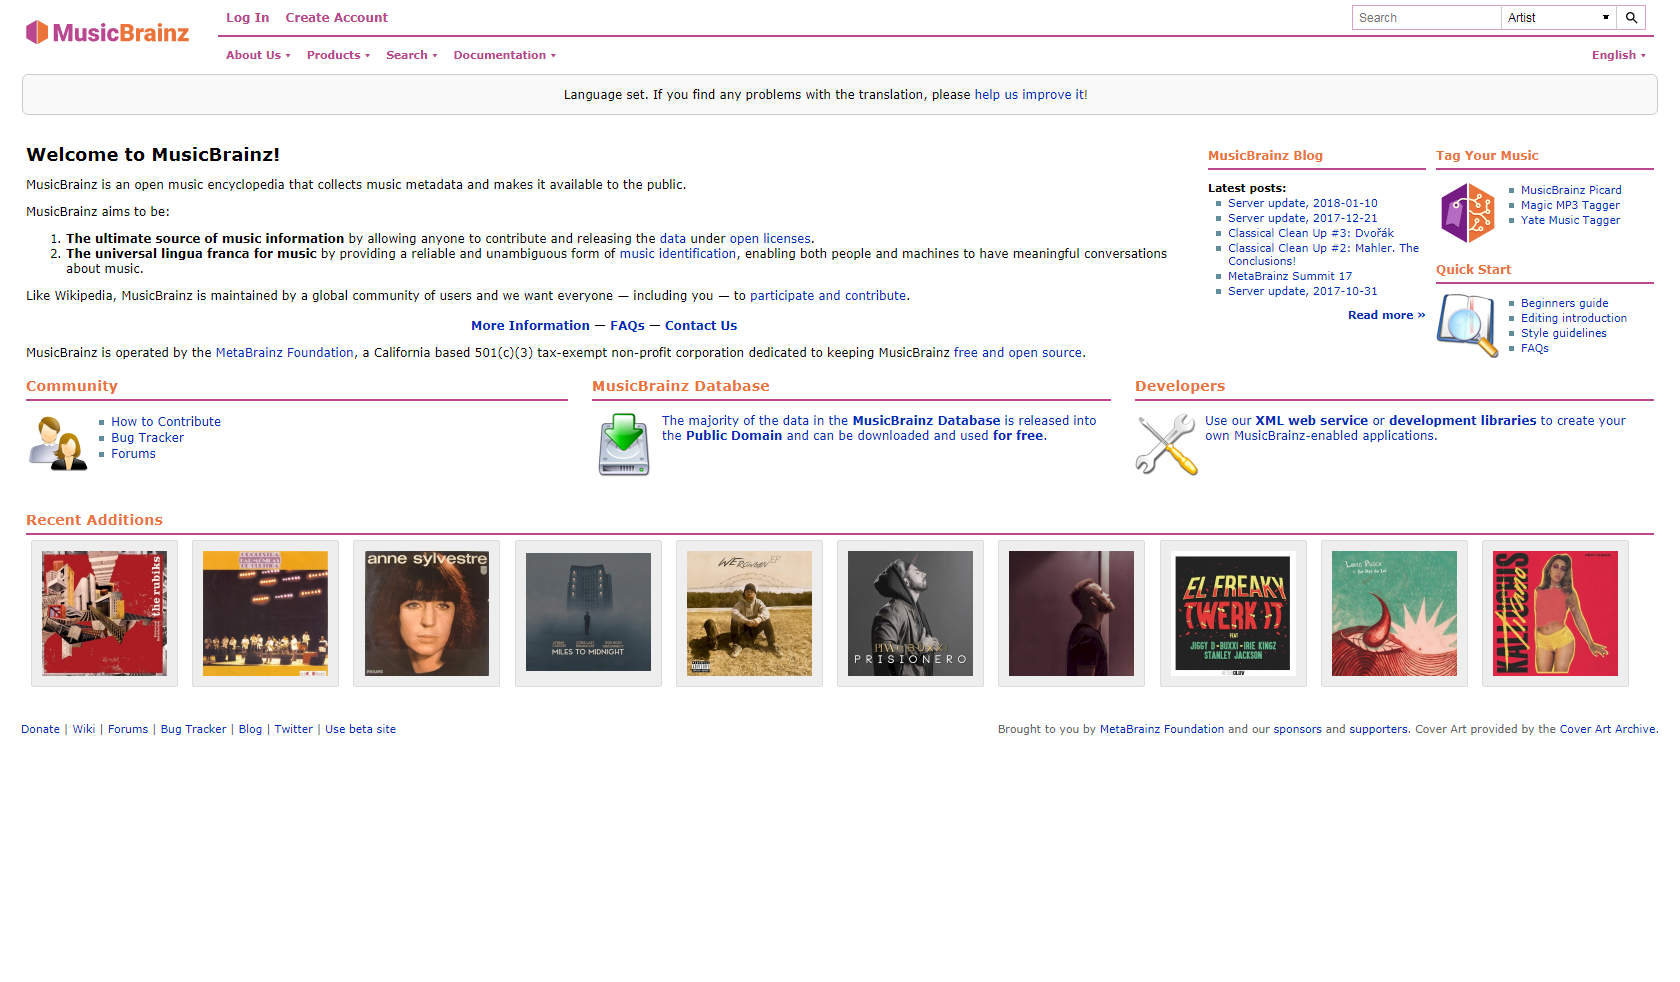 MusicBrainz
Log In Create Account
Search Artist
About Us Products Search Documentation
English
Language set. If you find any problems with the translation, please help us improve it!
Welcome to MusicBrainz!
MusicBrainz is an open music encyclopedia that collects music metadata and makes it available to the public.
MusicBrainz aims to be:
1. The ultimate source of music information by allowing anyone to contribute and releasing the data under open licenses.
2. The universal lingua franca for music by providing a reliable and unambiguous form of music identification, enabling both people and machines to have meaningful conversations
about music.
Like Wikipedia, MusicBrainz is maintained by a global community of users and we want everyone — including you — to participate and contribute.
More Information — FAQs — Contact Us
MusicBrainz is operated by the MetaBrainz Foundation, a California based 501(c)(3) tax-exempt non-profit corporation dedicated to keeping MusicBrainz free and open source.
MusicBrainz Blog
Latest posts:
Server update, 2018-01-10
Server update, 2017-12-21
Classical Clean Up #3: Dvořák
Classical Clean Up #2: Mahler. The
Conclusions!
MetaBrainz Summit 17
Server update, 2017-10-31
Read more »
Tag Your Music
MusicBrainz Picard
Magic MP3 Tagger
Yate Music Tagger
Quick Start
Beginners guide
Editing introduction
Style guidelines
FAQs
Community
How to Contribute
Bug Tracker
Forums
MusicBrainz Database
The majority of the data in the MusicBrainz Database is released into
the Public Domain and can be downloaded and used for free.
Developers
Use our XML web service or development libraries to create your
own MusicBrainz-enabled applications.
Recent Additions
the rubiks
anne sylvestre
PHILIPS
MILES TO MIDNIGHT
EP
PRISIONERO
EL FREAKY
TWERK IT
FEAT
JIGGY D - BUXXI - IRIE KINGZ
STANLEY JACKSON
KALI UCHIS
Tirano
Donate | Wiki | Forums | Bug Tracker | Blog | Twitter | Use beta site
Brought to you by MetaBrainz Foundation and our sponsors and supporters. Cover Art provided by the Cover Art Archive.